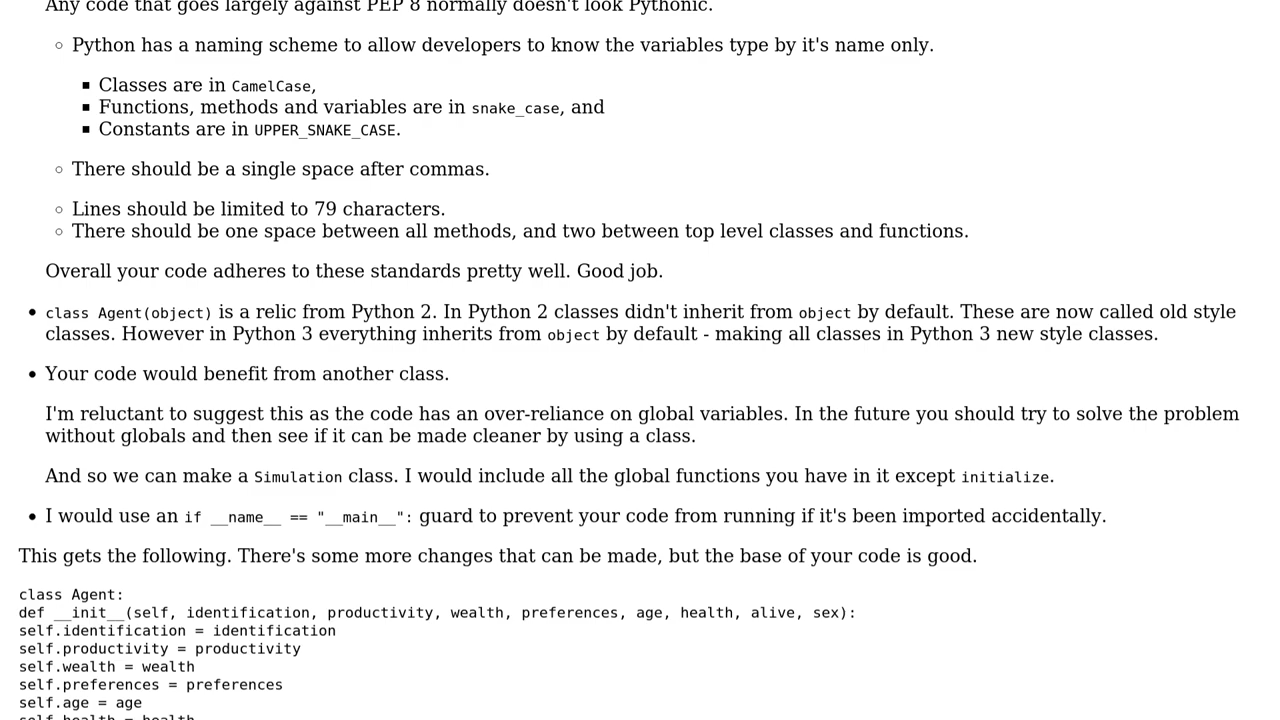 Any code that goes largely against PEP 8 normally doesn't look Pythonic.
Python has a naming scheme to allow developers to know the variables type by it's name only.
Classes are in CamelCase,
Functions, methods and variables are in snake_case, and
Constants are in UPPER_SNAKE_CASE.
There should be a single space after commas.
Lines should be limited to 79 characters.
There should be one space between all methods, and two between top level classes and functions.
Overall your code adheres to these standards pretty well. Good job.
class Agent(object) is a relic from Python 2. In Python 2 classes didn't inherit from object by default. These are now called old style
classes. However in Python 3 everything inherits from object by default - making all classes in Python 3 new style classes.
Your code would benefit from another class.
I'm reluctant to suggest this as the code has an over-reliance on global variables. In the future you should try to solve the problem
without globals and then see if it can be made cleaner by using a class.
And so we can make a Simulation class. I would include all the global functions you have in it except initialize.
I would use an if __name__ == "__main__": guard to prevent your code from running if it's been imported accidentally.
This gets the following. There's some more changes that can be made, but the base of your code is good.
class Agent:
def __init__(self, identification, productivity, wealth, preferences, age, health, alive, sex):
self.identification = identification
self.productivity = productivity
self.wealth = wealth
self.preferences = preferences
self.age = age
self.health = health